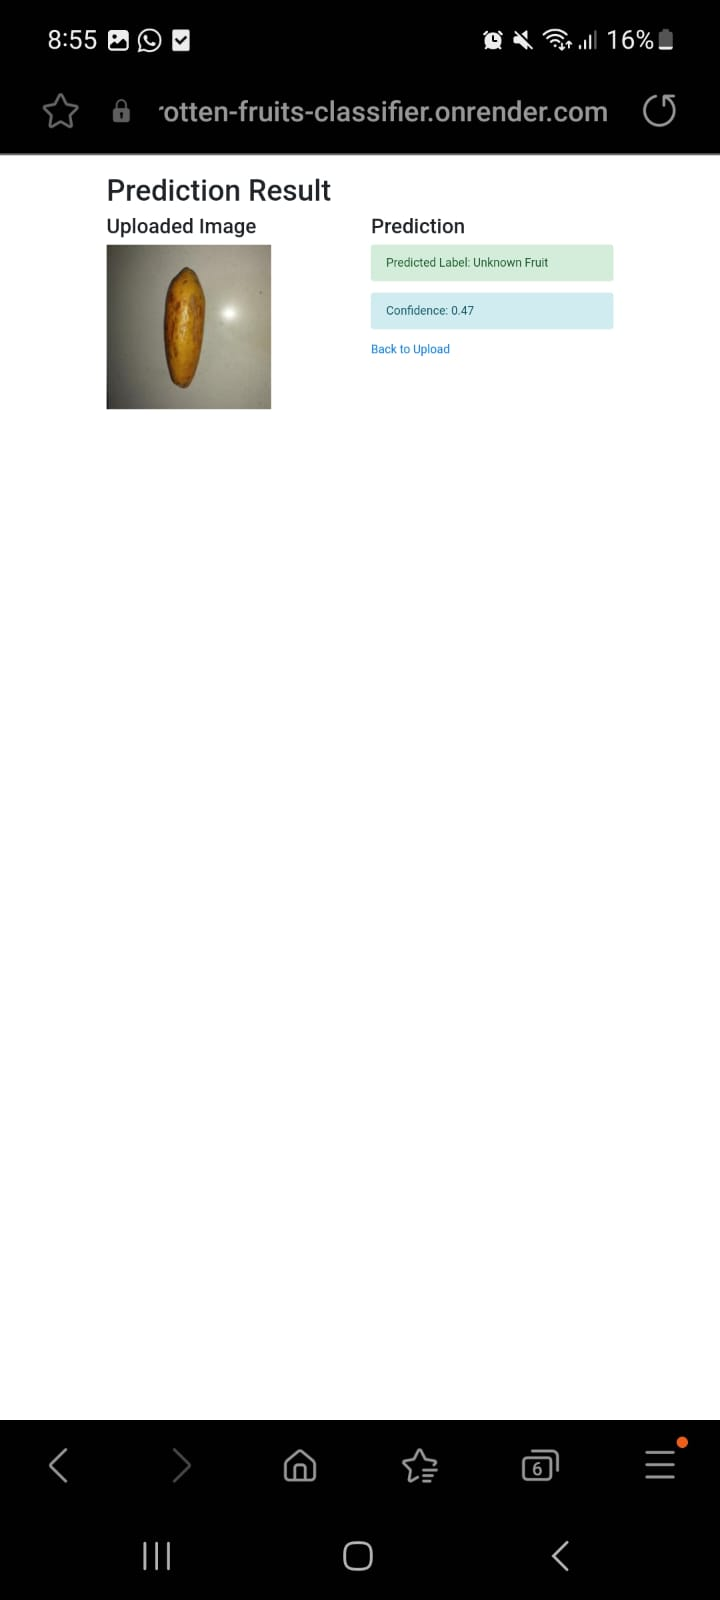 8:55 16%
rotten-fruits-classifier.onrender.com
Prediction Result
Uploaded Image
Prediction
Predicted Label: Unknown Fruit
Confidence: 0.47
Back to Upload
6